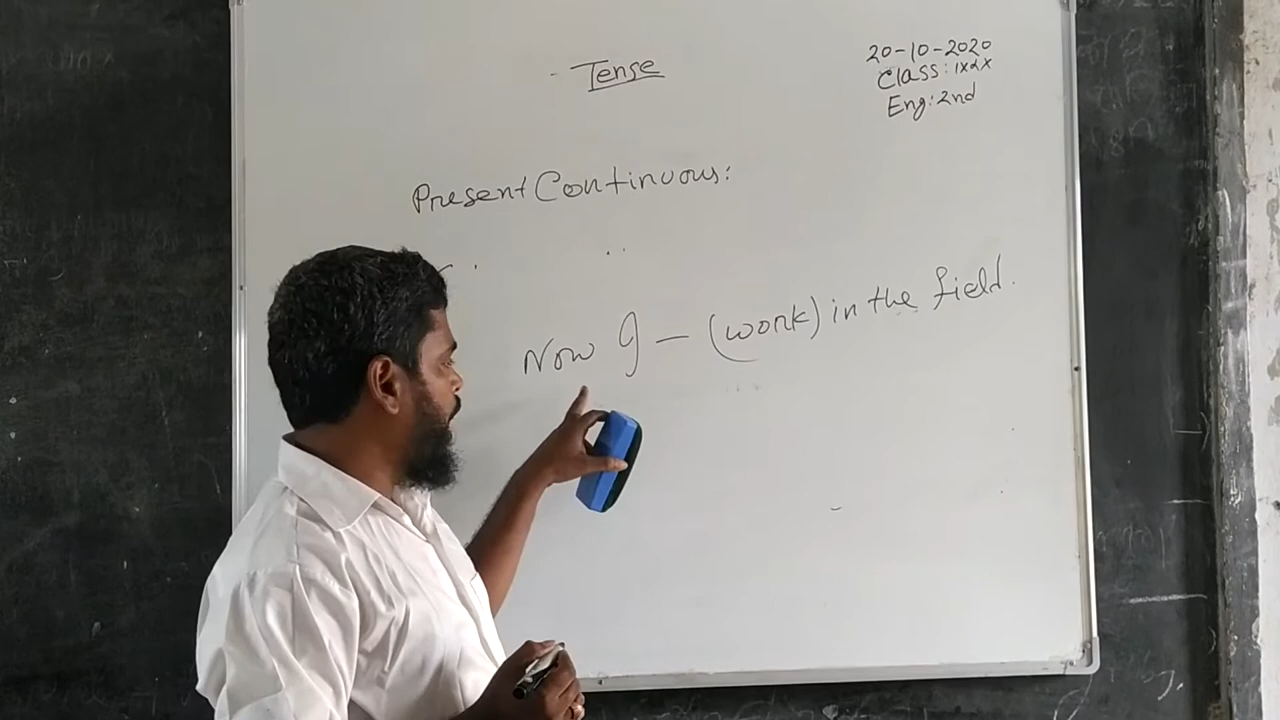 Tense
20-10-2020
Class: IX & X
Eng: 2nd
Present Continuous:
Now I — (work) in the field.